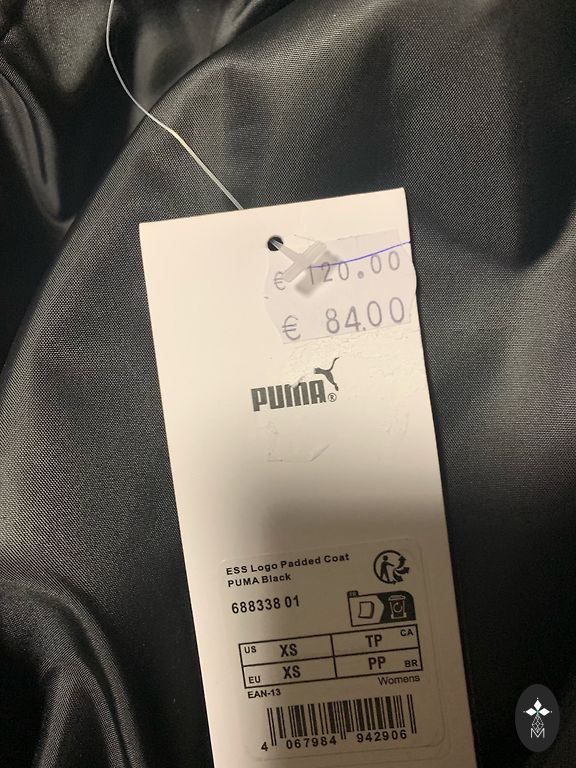 € 120.00
€ 84.00
PUMA®
ESS Logo Padded Coat
PUMA Black
688338 01
FR
US XS TP CA
EU XS PP BR
EAN-13 Womens
4 067984 942906
M